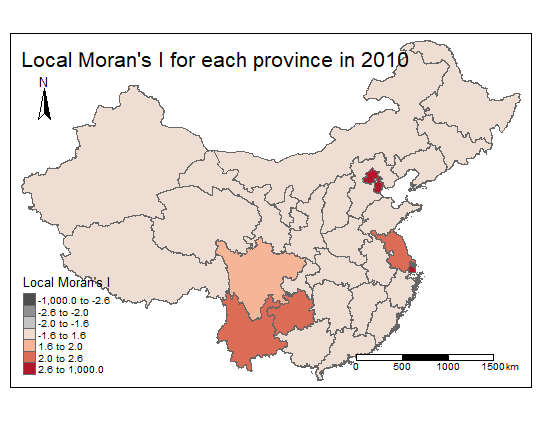 Local Moran's I for each province in 2010
N
Local Moran's I
-1,000.0 to -2.6
-2.6 to -2.0
-2.0 to -1.6
-1.6 to 1.6
1.6 to 2.0
2.0 to 2.6
2.6 to 1,000.0
0 500 1000 1500 km